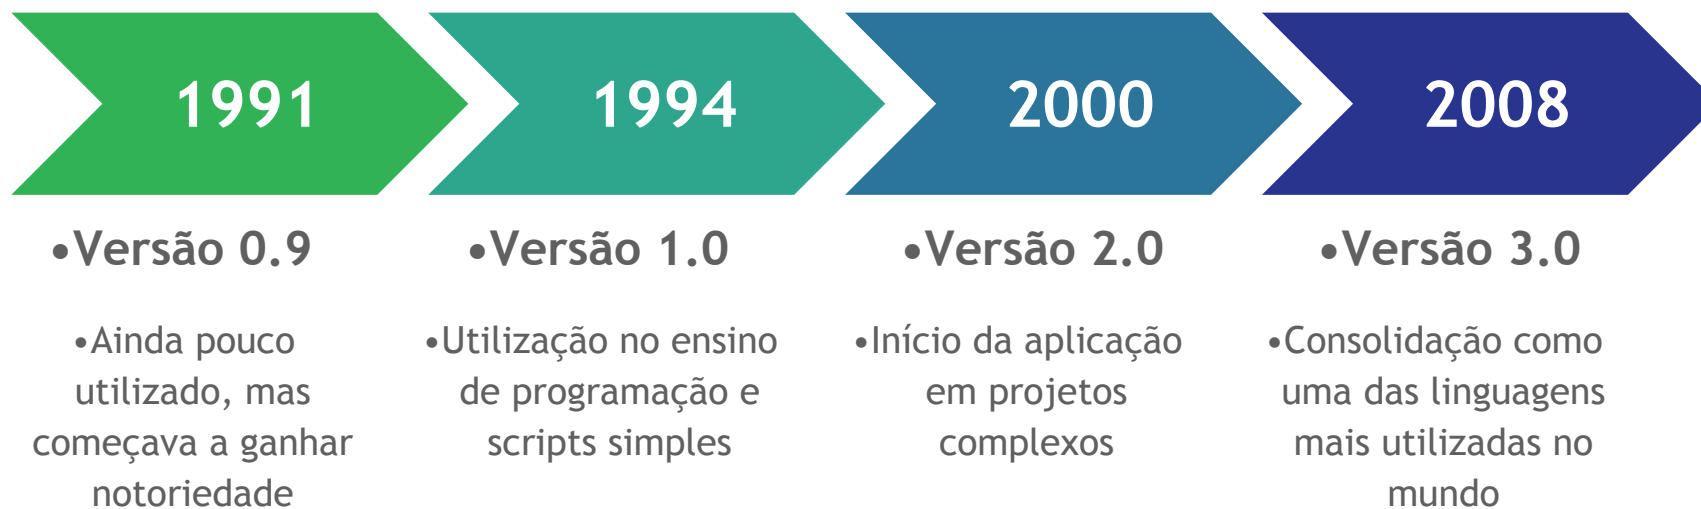 1991
•Versão 0.9
•Ainda pouco
utilizado, mas
começava a ganhar
notoriedade
1994
•Versão 1.0
•Utilização no ensino
de programação e
scripts simples
2000
•Versão 2.0
•Início da aplicação
em projetos
complexos
2008
•Versão 3.0
•Consolidação como
uma das linguagens
mais utilizadas no
mundo